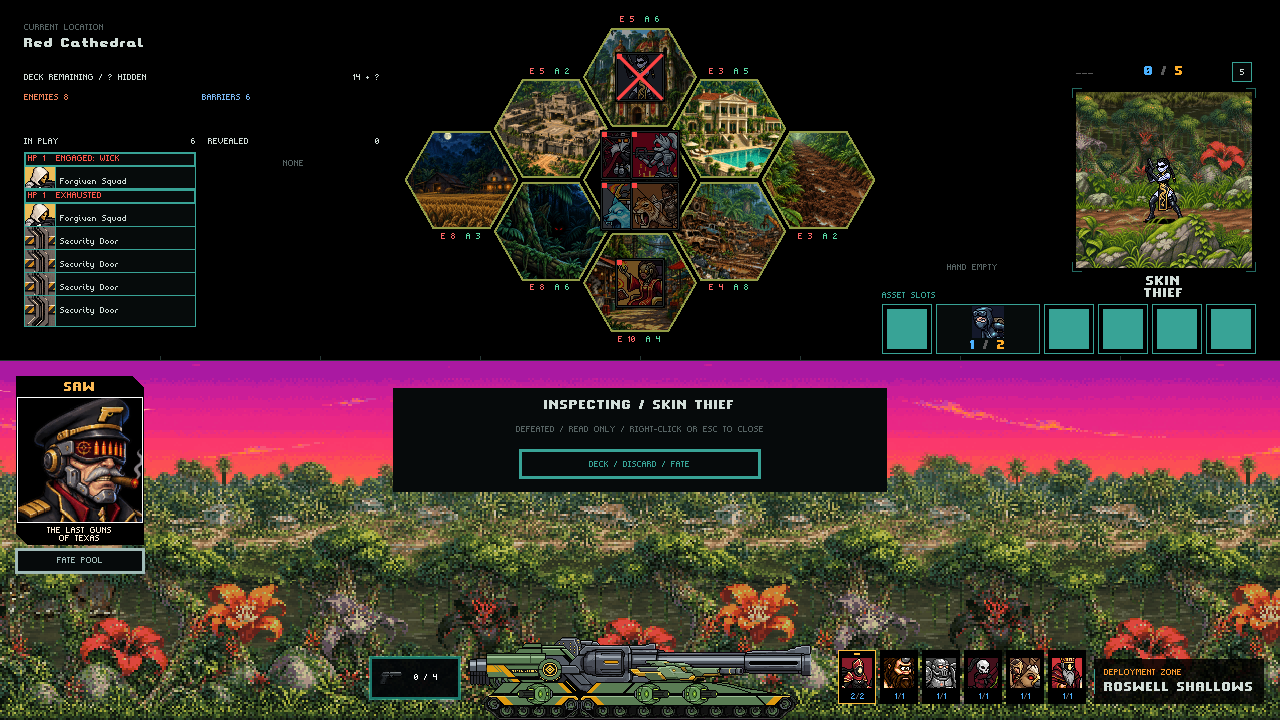 CURRENT LOCATION
Red Cathedral
DECK REMAINING / ? HIDDEN 14 + ?
ENEMIES 8 BARRIERS 6
IN PLAY 6 REVEALED 0
NONE
HP 1 ENGAGED: WICK
Forgiven Squad
HP 1 EXHAUSTED
Forgiven Squad
Security Door
Security Door
Security Door
Security Door
E 5 A 6
E 5 A 2
E 3 A 5
E 8 A 3
E 3 A 2
E 8 A 6
E 4 A 8
E 10 A 4
--- 0 / 5 5
SKIN
THIEF
HAND EMPTY
ASSET SLOTS
1 / 2
SAW
THE LAST GUNS
OF TEXAS
FATE POOL
INSPECTING / SKIN THIEF
DEFEATED / READ ONLY / RIGHT-CLICK OR ESC TO CLOSE
DECK / DISCARD / FATE
0 / 4
2/2 1/1 1/1 1/1 1/1 1/1
DEPLOYMENT ZONE
ROSWELL SHALLOWS